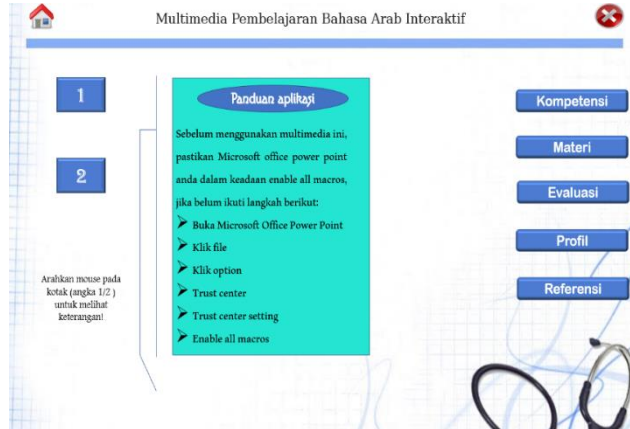 Multimedia Pembelajaran Bahasa Arab Interaktif
1
2
Arahkan mouse pada
kotak (angka 1/2 )
untuk melihat
keterangan!
Panduan aplikasi
Sebelum menggunakan multimedia ini,
pastikan Microsoft office power point
anda dalam keadaan enable all macros,
jika belum ikuti langkah berikut:
➤ Buka Microsoft Office Power Point
➤ Klik file
➤ Klik option
➤ Trust center
➤ Trust center setting
➤ Enable all macros
Kompetensi
Materi
Evaluasi
Profil
Referensi